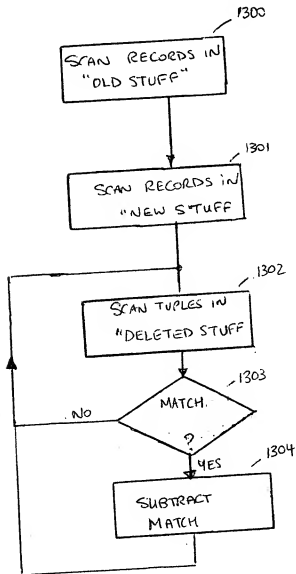 1300
SCAN RECORDS IN
"OLD STUFF"
1301
SCAN RECORDS IN
"NEW STUFF
1302
SCAN TUPLES IN
"DELETED STUFF
1303
MATCH.
?
NO
YES
1304
SUBTRACT
MATCH